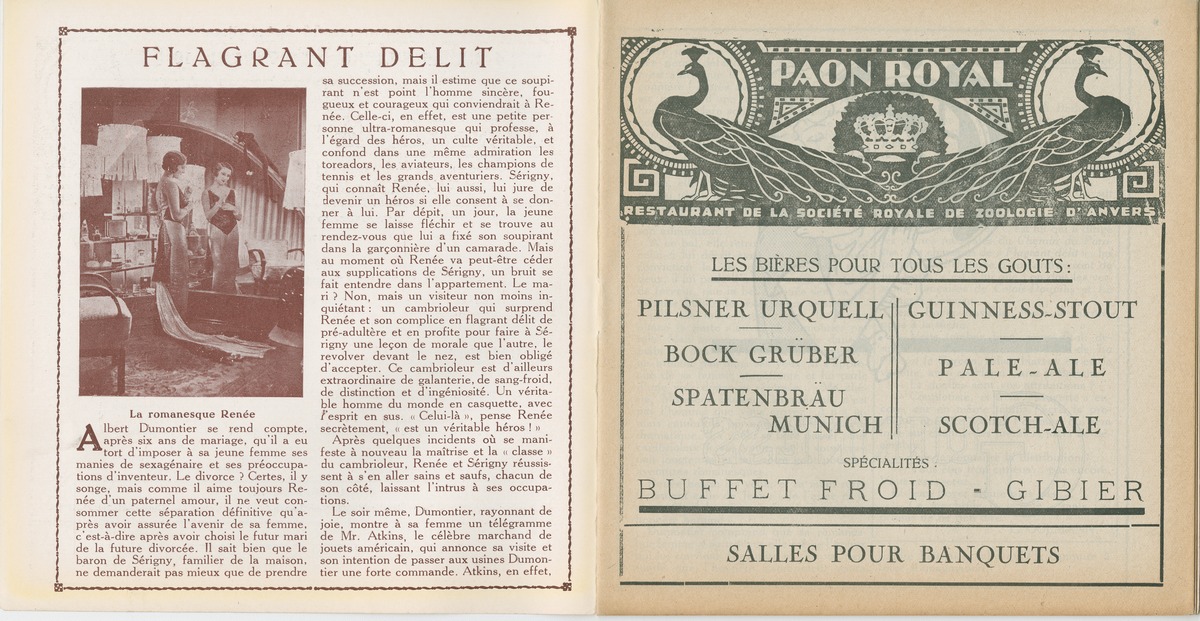 FLAGRANT DELIT
La romanesque Renée
Albert Dumontier se rend compte,
après six ans de mariage, qu'il a eu
tort d'imposer à sa jeune femme ses
manies de sexagénaire et ses préoccupa-
tions d'inventeur. Le divorce ? Certes, il y
songe, mais comme il aime toujours Re-
née d'un paternel amour, il ne veut con-
sommer cette séparation définitive qu'a-
près avoir assurée l'avenir de sa femme,
c'est-à-dire après avoir choisi le futur mari
de la future divorcée. Il sait bien que le
baron de Sérigny, familier de la maison,
ne demanderait pas mieux que de prendre
sa succession, mais il estime que ce soupi-
rant n'est point l'homme sincère, fou-
gueux et courageux qui conviendrait à Re-
née. Celle-ci, en effet, est une petite per-
sonne ultra-romanesque qui professe, à
l'égard des héros, un culte véritable, et
confond dans une même admiration les
toreadors, les aviateurs, les champions de
tennis et les grands aventuriers. Sérigny,
qui connaît Renée, lui aussi, lui jure de
devenir un héros si elle consent à se don-
ner à lui. Par dépit, un jour, la jeune
femme se laisse fléchir et se trouve au
rendez-vous que lui a fixé son soupirant
dans la garçonnière d'un camarade. Mais
au moment où Renée va peut-être céder
aux supplications de Sérigny, un bruit se
fait entendre dans l'appartement. Le ma-
ri ? Non, mais un visiteur non moins in-
quiétant : un cambrioleur qui surprend
Renée et son complice en flagrant délit de
pré-adultère et en profite pour faire à Sé-
rigny une leçon de morale que l'autre, le
revolver devant le nez, est bien obligé
d'accepter. Ce cambrioleur est d'ailleurs
extraordinaire de galanterie, de sang-froid,
de distinction et d'ingéniosité. Un vérita-
ble homme du monde en casquette, avec
l'esprit en sus. « Celui-là », pense Renée
secrètement, « est un véritable héros ! »
Après quelques incidents où se mani-
feste à nouveau la maîtrise et la « classe »
du cambrioleur, Renée et Sérigny réussis-
sent à s'en aller sains et saufs, chacun de
son côté, laissant l'intrus à ses occupa-
tions.
Le soir même, Dumontier, rayonnant de
joie, montre à sa femme un télégramme
de Mr. Atkins, le célèbre marchand de
jouets américain, qui annonce sa visite et
son intention de passer aux usines Dumon-
tier une forte commande. Atkins, en effet,
PAON ROYAL
RESTAURANT DE LA SOCIÉTÉ ROYALE DE ZOOLOGIE D'ANVERS
LES BIÈRES POUR TOUS LES GOUTS :
PILSNER URQUELL
BOCK GRÜBER
SPATENBRÄU
MUNICH
GUINNESS-STOUT
PALE-ALE
SCOTCH-ALE
SPÉCIALITÉS :
BUFFET FROID - GIBIER
SALLES POUR BANQUETS